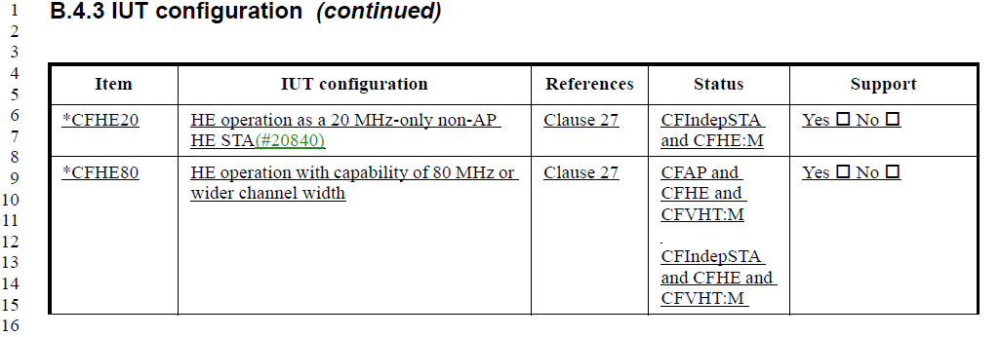 1 B.4.3 IUT configuration (continued)
2
3
4
5 Item IUT configuration References Status Support
6 *CFHE20 HE operation as a 20 MHz-only non-AP Clause 27 CFIndepSTA Yes ☐ No ☐
7 HE STA(#20840) and CFHE:M
8
9 *CFHE80 HE operation with capability of 80 MHz or Clause 27 CFAP and Yes ☐ No ☐
10 wider channel width CFHE and
11 CFVHT:M
12
13 CFIndepSTA
14 and CFHE and
15 CFVHT:M
16